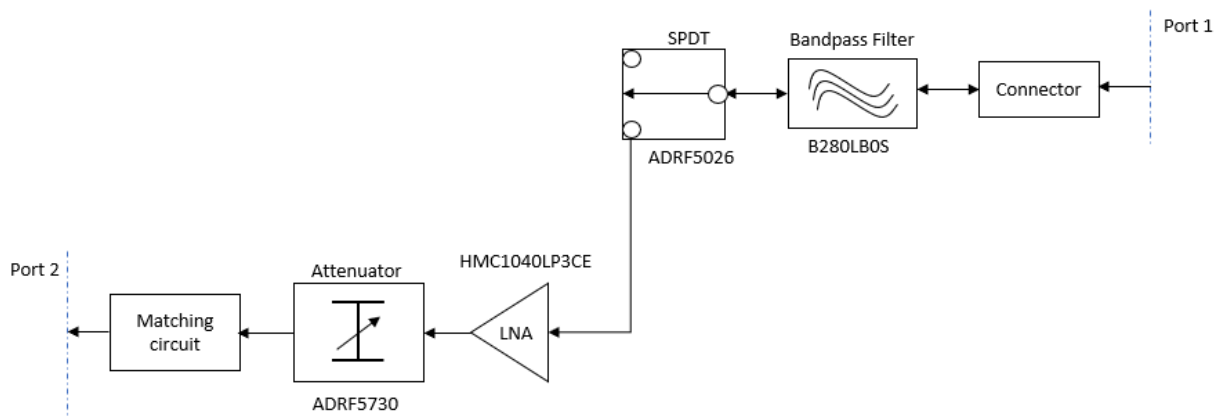 Port 1
SPDT
Bandpass Filter
Connector
B280LB0S
ADRF5026
HMC1040LP3CE
Port 2
Attenuator
Matching
circuit
LNA
ADRF5730